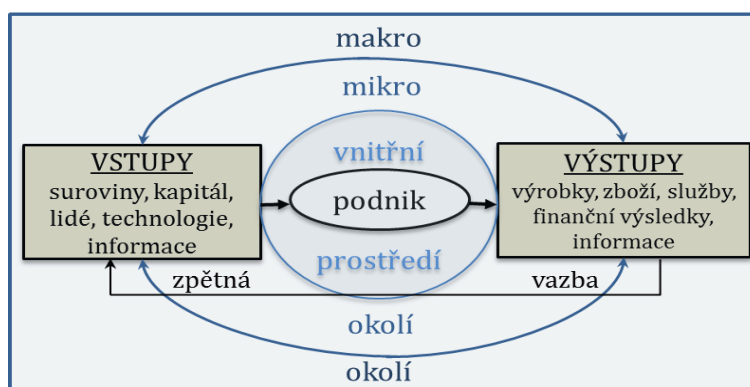 makro
mikro
VSTUPY
suroviny, kapitál,
lidé, technologie,
informace
vnitřní
podnik
prostředí
VÝSTUPY
výrobky, zboží, služby,
finanční výsledky,
informace
zpětná
vazba
okolí
okolí